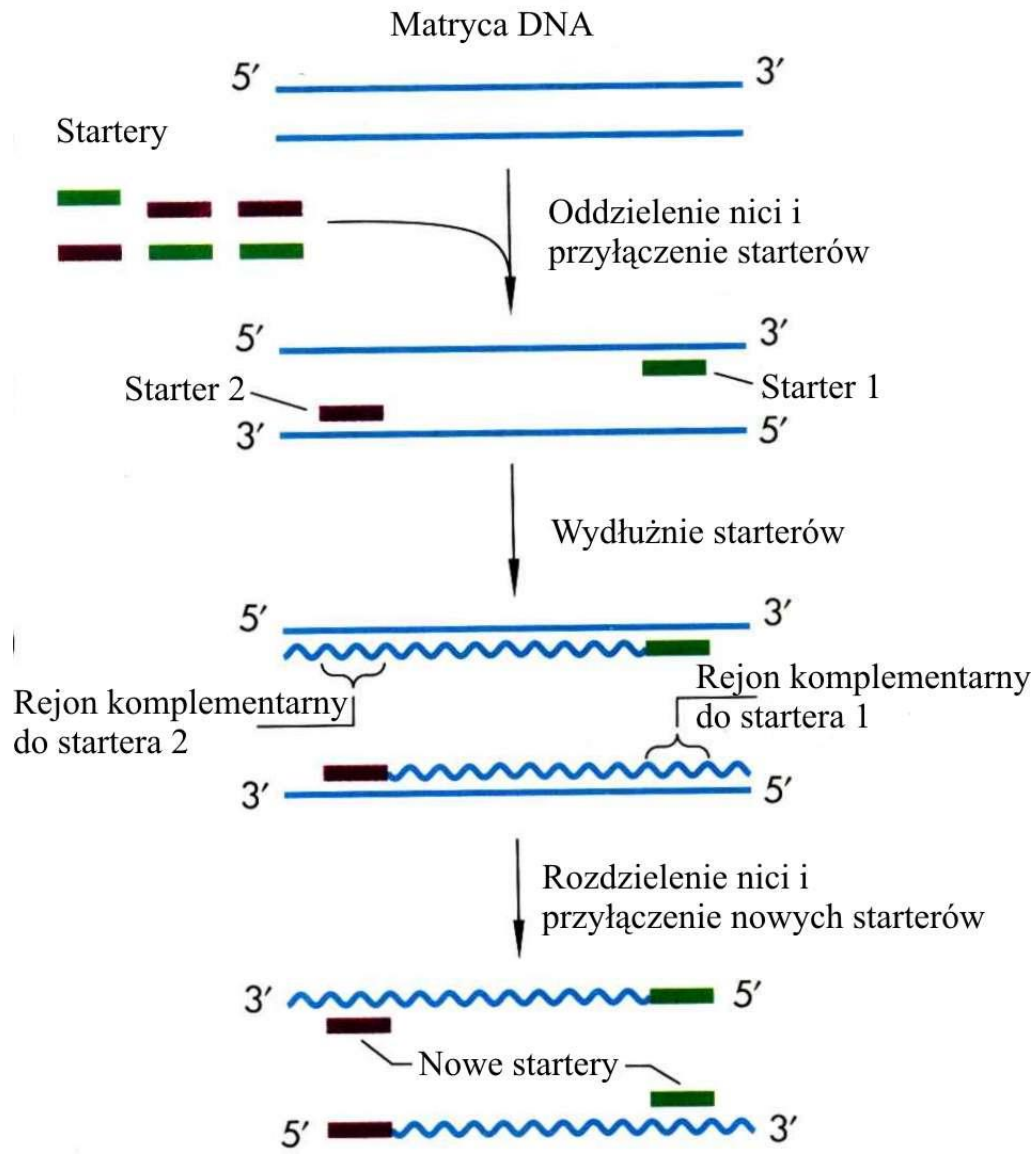 Matryca DNA
5′ 3′
Startery
Oddzielenie nici i
przyłączenie starterów
5′ 3′
Starter 2 Starter 1
3′ 5′
Wydłużnie starterów
5′ 3′
Rejon komplementarny
do startera 2
Rejon komplementarny
do startera 1
3′ 5′
Rozdzielenie nici i
przyłączenie nowych starterów
3′ 5′
Nowe startery
5′ 3′